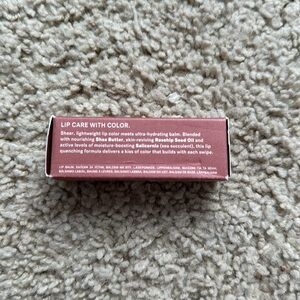 LIP CARE WITH COLOR.
Sheer, lightweight lip color meets ultra-hydrating balm. Blended
with nourishing Shea Butter, skin-reviving Rosehip Seed Oil and
active levels of moisture-boosting Salicornia (sea succulent), this lip
quenching formula delivers a kiss of color that builds with each swipe.
LIP BALM,